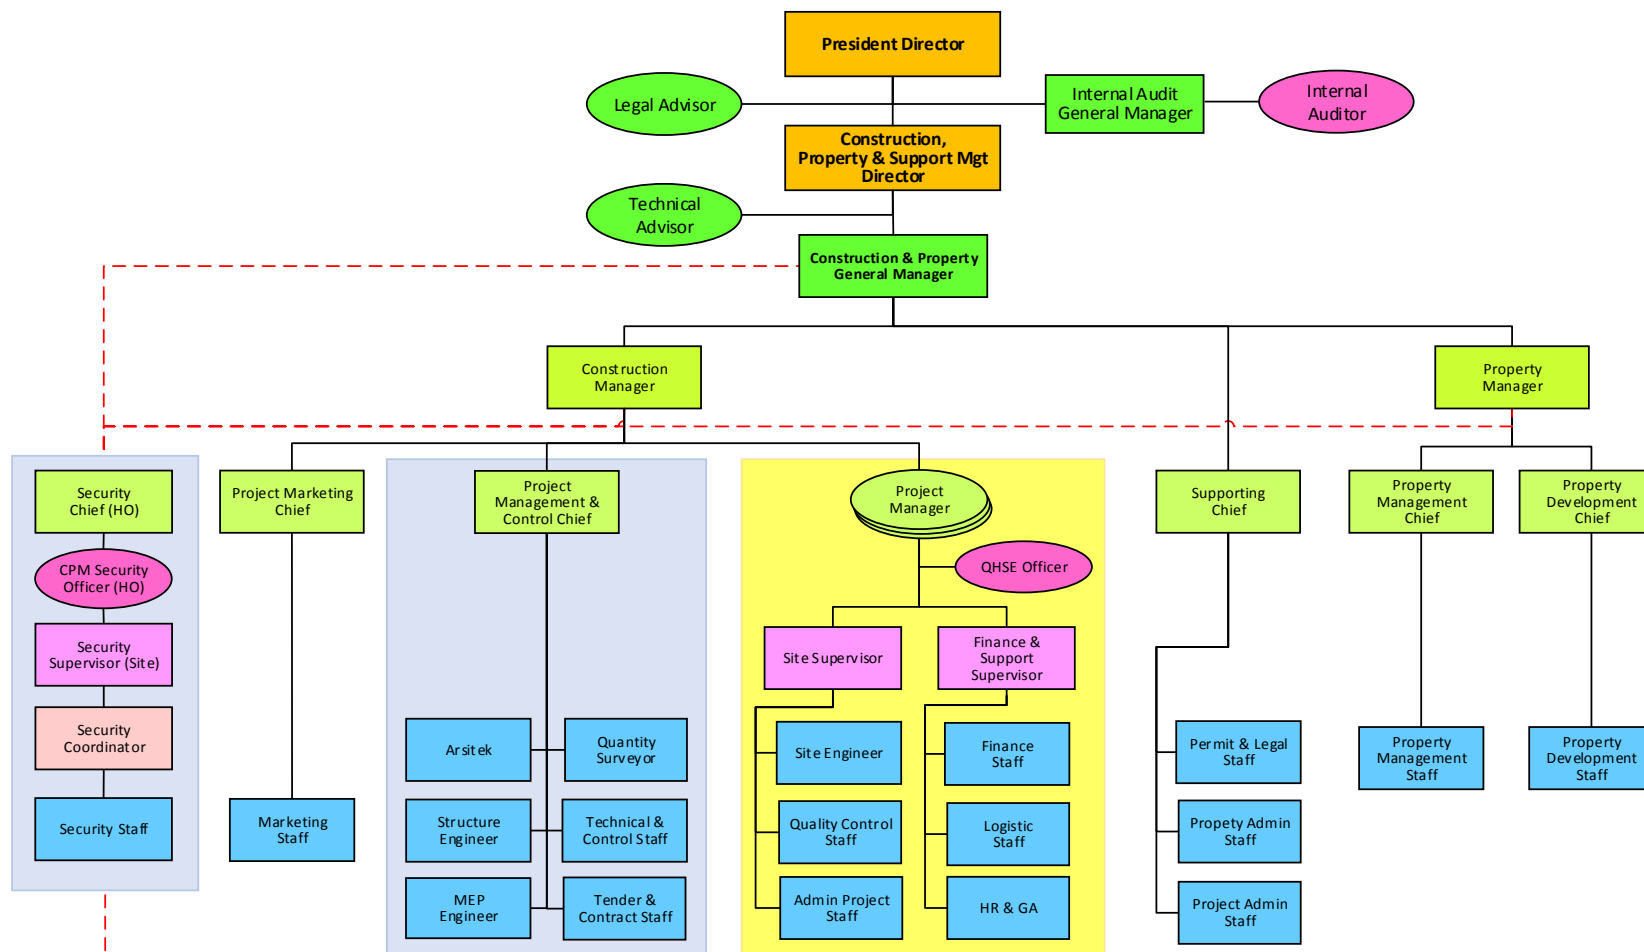 President Director
Legal Advisor
Internal Audit
General Manager
Internal
Auditor
Construction,
Property & Support Mgt
Director
Technical
Advisor
Construction & Property
General Manager
Construction
Manager
Property
Manager
Security
Chief (HO)
Project Marketing
Chief
Project
Management &
Control Chief
Project
Manager
Supporting
Chief
Property
Management
Chief
Property
Development
Chief
CPM Security
Officer (HO)
QHSE Officer
Security
Supervisor (Site)
Site Supervisor
Finance &
Support
Supervisor
Security
Coordinator
Arsitek
Quantity
Surveyor
Site Engineer
Finance
Staff
Permit & Legal
Staff
Property
Management
Staff
Property
Development
Staff
Security Staff
Marketing
Staff
Structure
Engineer
Technical &
Control Staff
Quality Control
Staff
Logistic
Staff
Propety Admin
Staff
MEP
Engineer
Tender &
Contract Staff
Admin Project
Staff
HR & GA
Project Admin
Staff